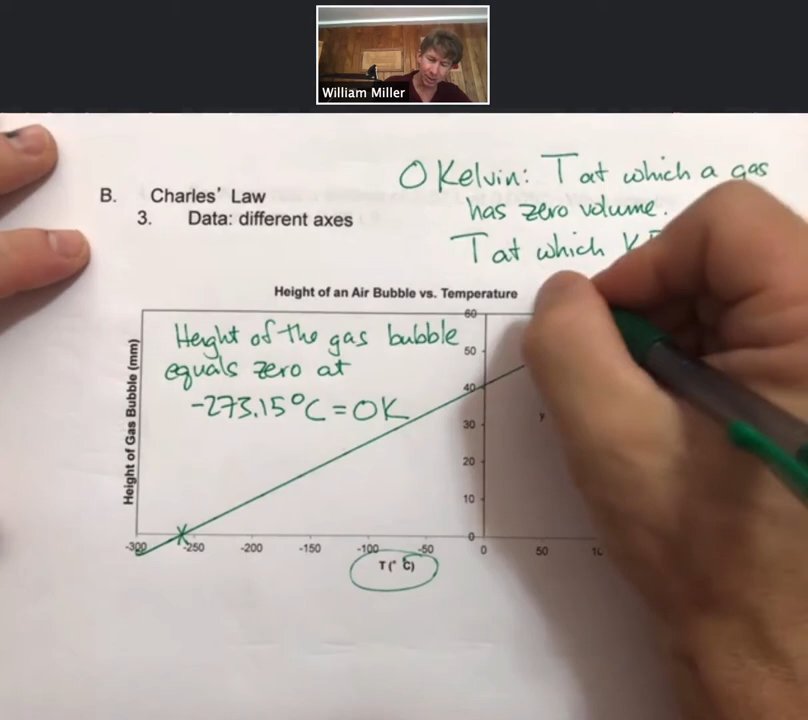 William Miller
B. Charles' Law
3. Data: different axes
0 Kelvin: T at which a gas
has zero volume.
T at which
Height of an Air Bubble vs. Temperature
Height of the gas bubble
equals zero at
-273.15°C = 0K
Height of Gas Bubble (mm)
60
50
40
30
20
10
0
y
-300 -250 -200 -150 -100 -50 0 50
T(° C)